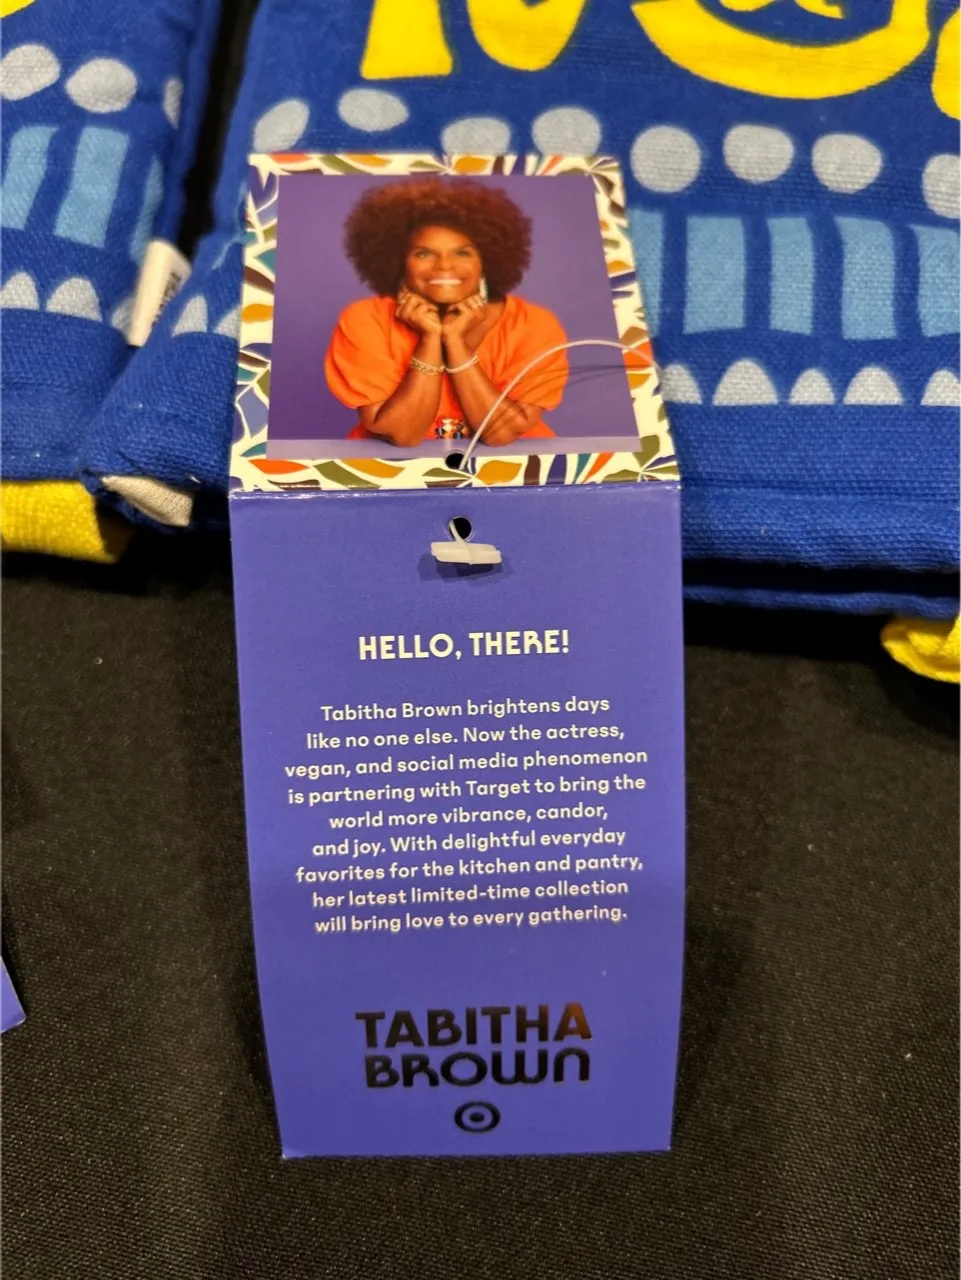 HELLO, THERE!
Tabitha Brown brightens days
like no one else. Now the actress,
vegan, and social media phenomenon
is partnering with Target to bring the
world more vibrance, candor,
and joy. With delightful everyday
favorites for the kitchen and pantry,
her latest limited-time collection
will bring love to every gathering.
TABITHA
BROWN